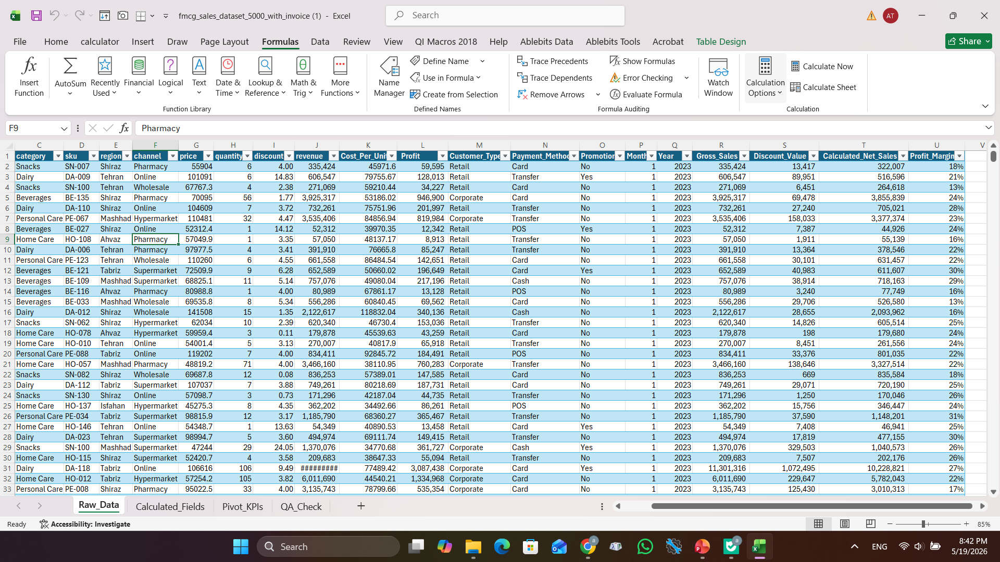 fmcg_sales_dataset_5000_with_invoice (1) - Excel
Search
AT
File Home calculator Insert Draw Page Layout Formulas Data Review View QI Macros 2018 Help Ablebits Data Ablebits Tools Acrobat Table Design
Share
Insert Function
AutoSum
Recently Used
Financial
Logical
Text
Date & Time
Lookup & Reference
Math & Trig
More Functions
Function Library
Name Manager
Define Name
Use in Formula
Create from Selection
Defined Names
Trace Precedents
Trace Dependents
Remove Arrows
Show Formulas
Error Checking
Evaluate Formula
Formula Auditing
Watch Window
Calculation Options
Calculate Now
Calculate Sheet
Calculation
F9 fx Pharmacy
C D E F G H I J K L M N O P Q R S T U V
1 category sku region channel price quantity discount revenue Cost_Per_Unit Profit Customer_Type Payment_Method Promotion Month Year Gross_Sales Discount_Value Calculated_Net_Sales Profit_Margin
2 Snacks SN-007 Shiraz Pharmacy 55904 6 4.00 335,424 45971.6 59,595 Retail Card No 1 2023 335,424 13,417 322,007 18%
3 Dairy DA-009 Tehran Online 101091 6 14.83 606,547 79755.67 128,013 Retail Transfer Yes 1 2023 606,547 89,951 516,596 21%
4 Snacks SN-100 Tehran Wholesale 67767.3 4 2.38 271,069 59210.44 34,227 Retail Card No 1 2023 271,069 6,451 264,618 13%
5 Beverages BE-135 Shiraz Pharmacy 70095 56 1.77 3,925,317 53186.02 946,900 Corporate Card No 1 2023 3,925,317 69,478 3,855,839 24%
6 Dairy DA-110 Shiraz Online 104609 7 3.72 732,261 75751.96 201,997 Retail Transfer No 1 2023 732,261 27,240 705,021 28%
7 Personal Care PE-067 Mashhad Hypermarket 110481 32 4.47 3,535,406 84856.94 819,984 Corporate Transfer No 1 2023 3,535,406 158,033 3,377,374 23%
8 Beverages BE-027 Shiraz Online 52312.4 1 14.12 52,312 39970.35 12,342 Retail POS Yes 1 2023 52,312 7,387 44,926 24%
9 Home Care HO-108 Ahvaz Pharmacy 57049.9 1 3.35 57,050 48137.17 8,913 Retail Transfer No 1 2023 57,050 1,911 55,139 16%
10 Dairy DA-006 Tehran Pharmacy 97977.5 4 3.41 391,910 76665.8 85,247 Retail Transfer No 1 2023 391,910 13,364 378,546 22%
11 Personal Care PE-123 Tehran Wholesale 110260 6 4.55 661,558 86484.54 142,651 Retail Card No 1 2023 661,558 30,101 631,457 22%
12 Beverages BE-121 Tabriz Supermarket 72509.9 9 6.28 652,589 50660.02 196,649 Retail Card Yes 1 2023 652,589 40,983 611,607 30%
13 Beverages BE-109 Mashhad Supermarket 68825.1 11 5.14 757,076 49080.04 217,196 Retail Cash No 1 2023 757,076 38,914 718,163 29%
14 Beverages BE-116 Ahvaz Pharmacy 80988.8 1 4.00 80,989 67861.17 13,128 Retail POS No 1 2023 80,989 3,240 77,749 16%
15 Beverages BE-033 Mashhad Wholesale 69535.8 8 5.34 556,286 60840.45 69,562 Retail Card No 1 2023 556,286 29,706 526,580 13%
16 Dairy DA-012 Shiraz Wholesale 141508 15 1.35 2,122,617 118832.04 340,136 Retail Cash No 1 2023 2,122,617 28,655 2,093,962 16%
17 Snacks SN-062 Shiraz Hypermarket 62034 10 2.39 620,340 46730.4 153,036 Retail Transfer No 1 2023 620,340 14,826 605,514 25%
18 Home Care HO-078 Ahvaz Hypermarket 59959.4 3 0.11 179,878 45539.63 43,259 Retail Card No 1 2023 179,878 198 179,680 24%
19 Home Care HO-010 Tehran Online 54001.4 5 3.13 270,007 40817.9 65,918 Retail Transfer No 1 2023 270,007 8,451 261,556 24%
20 Personal Care PE-088 Tabriz Online 119202 7 4.00 834,411 92845.72 184,491 Retail POS No 1 2023 834,411 33,376 801,035 22%
21 Home Care HO-057 Mashhad Pharmacy 48819.2 71 4.00 3,466,160 38110.95 760,283 Corporate Transfer No 1 2023 3,466,160 138,646 3,327,514 22%
22 Snacks SN-082 Shiraz Wholesale 69687.8 12 0.08 836,253 57389.01 147,585 Retail Card No 1 2023 836,253 669 835,584 18%
23 Dairy DA-112 Tabriz Supermarket 107037 7 3.88 749,261 80218.69 187,731 Retail Card No 1 2023 749,261 29,071 720,190 25%
24 Snacks SN-130 Shiraz Online 57098.7 3 0.73 171,296 42187.04 44,735 Retail Transfer No 1 2023 171,296 1,250 170,046 26%
25 Home Care HO-137 Isfahan Hypermarket 45275.3 8 4.35 362,202 34492.66 86,261 Retail POS No 1 2023 362,202 15,756 346,447 24%
26 Personal Care PE-034 Tabriz Supermarket 98815.9 12 3.17 1,185,790 68360.27 365,467 Retail Transfer No 1 2023 1,185,790 37,590 1,148,201 31%
27 Home Care HO-146 Tehran Online 54348.7 1 13.63 54,349 40890.53 13,458 Retail Card Yes 1 2023 54,349 7,408 46,941 25%
28 Dairy DA-023 Tehran Supermarket 98994.7 5 3.60 494,974 69111.74 149,415 Retail Transfer No 1 2023 494,974 17,819 477,155 30%
29 Snacks SN-100 Mashhad Supermarket 47244 29 24.05 1,370,076 34770.68 361,727 Corporate Cash Yes 1 2023 1,370,076 329,503 1,040,573 26%
30 Home Care HO-115 Shiraz Supermarket 52420.7 4 3.58 209,683 38647.33 55,094 Retail Transfer No 1 2023 209,683 7,507 202,176 26%
31 Dairy DA-118 Tabriz Online 106616 106 9.49 ######### 77489.42 3,087,438 Corporate Card Yes 1 2023 11,301,316 1,072,495 10,228,821 27%
32 Home Care HO-012 Tabriz Hypermarket 57254.2 105 3.82 6,011,690 44540.21 1,334,968 Corporate Card No 1 2023 6,011,690 229,647 5,782,043 22%
33 Personal Care PE-008 Shiraz Pharmacy 95022.5 33 4.00 3,135,743 78799.66 535,354 Corporate Card No 1 2023 3,135,743 125,430 3,010,313 17%
Raw_Data Calculated_Fields Pivot_KPIs QA_Check
Ready Accessibility: Investigate 85%
Search
ENG
8:42 PM
5/19/2026